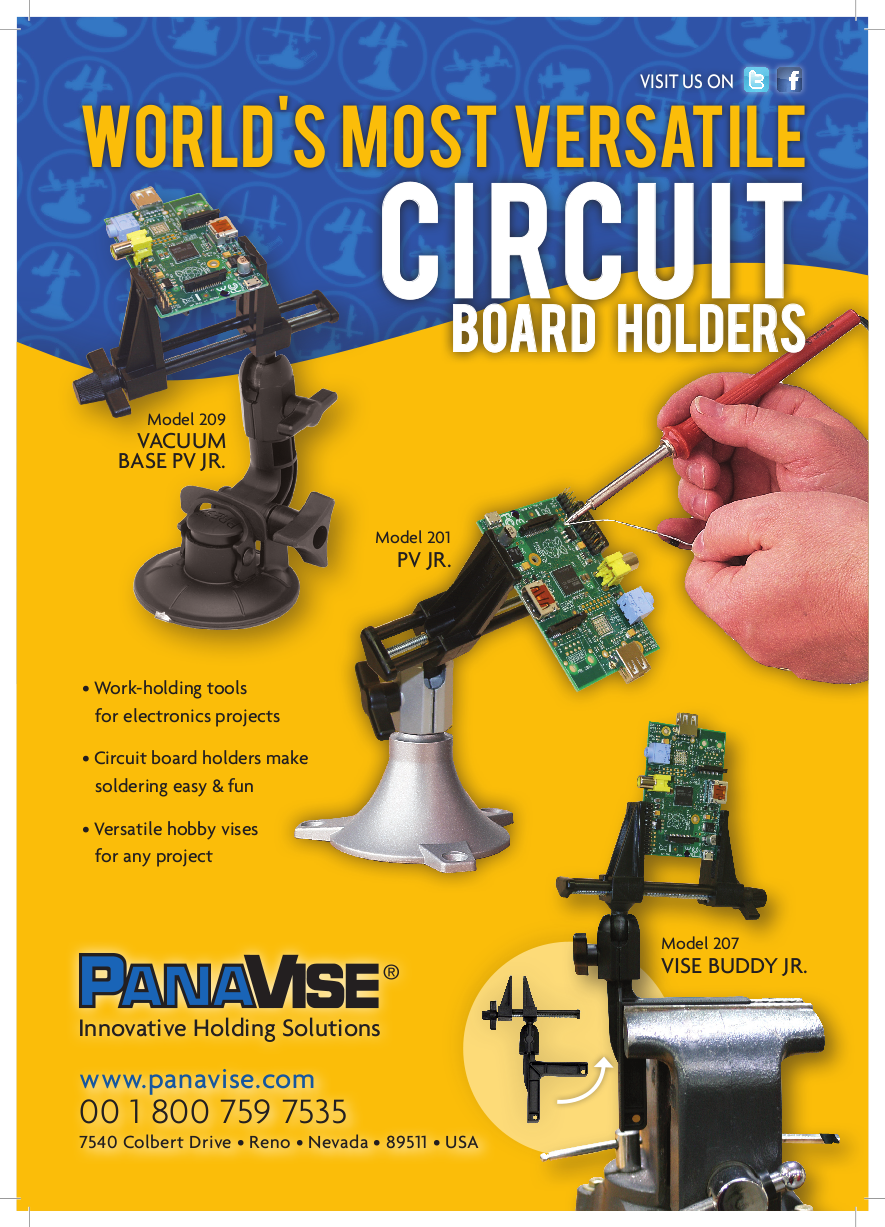 VISIT US ON
WORLD'S MOST VERSATILE
CIRCUIT
BOARD HOLDERS
Model 209
VACUUM
BASE PV JR.
Model 201
PV JR.
• Work-holding tools
for electronics projects
• Circuit board holders make
soldering easy & fun
• Versatile hobby vises
for any project
Model 207
VISE BUDDY JR.
PANAVISE®
Innovative Holding Solutions
www.panavise.com
00 1 800 759 7535
7540 Colbert Drive • Reno • Nevada • 89511 • USA